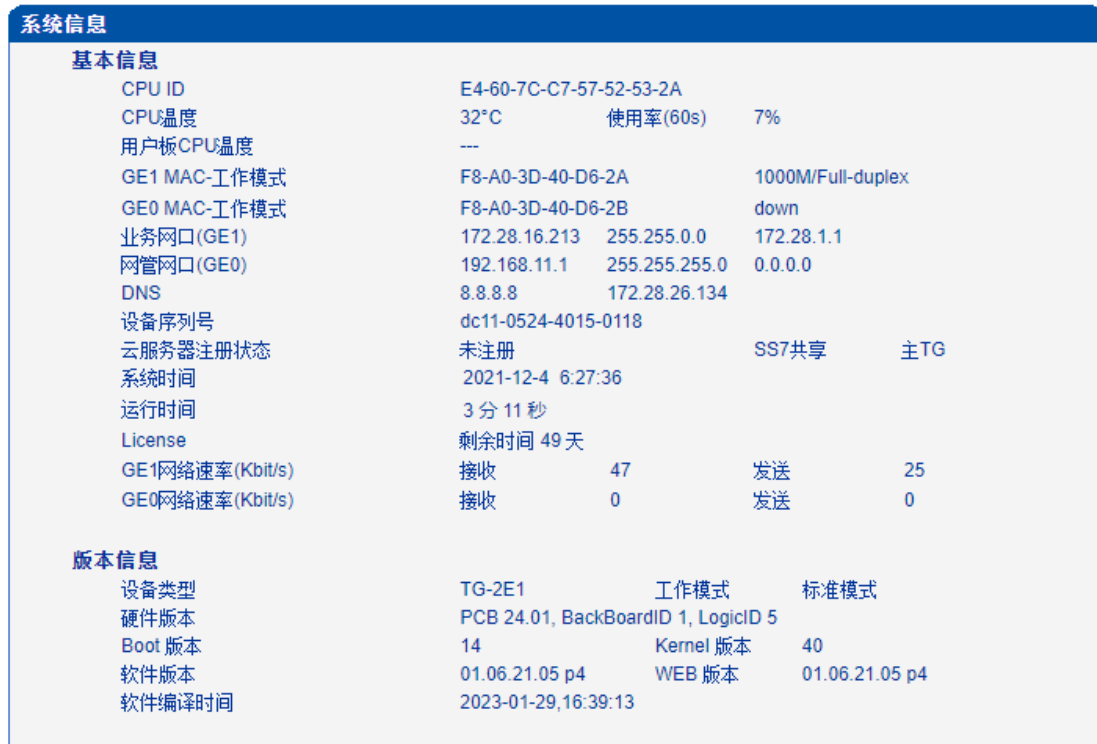 系统信息
基本信息
CPU ID E4-60-7C-C7-57-52-53-2A
CPU温度 32°C 使用率(60s) 7%
用户板CPU温度 ---
GE1 MAC-工作模式 F8-A0-3D-40-D6-2A 1000M/Full-duplex
GE0 MAC-工作模式 F8-A0-3D-40-D6-2B down
业务网口(GE1) 172.28.16.213 255.255.0.0 172.28.1.1
网管网口(GE0) 192.168.11.1 255.255.255.0 0.0.0.0
DNS 8.8.8.8 172.28.26.134
设备序列号 dc11-0524-4015-0118
云服务器注册状态 未注册 SS7共享 主TG
系统时间 2021-12-4 6:27:36
运行时间 3 分 11 秒
License 剩余时间 49 天
GE1网络速率(Kbit/s) 接收 47 发送 25
GE0网络速率(Kbit/s) 接收 0 发送 0
版本信息
设备类型 TG-2E1 工作模式 标准模式
硬件版本 PCB 24.01, BackBoardID 1, LogicID 5
Boot 版本 14 Kernel 版本 40
软件版本 01.06.21.05 p4 WEB 版本 01.06.21.05 p4
软件编译时间 2023-01-29,16:39:13